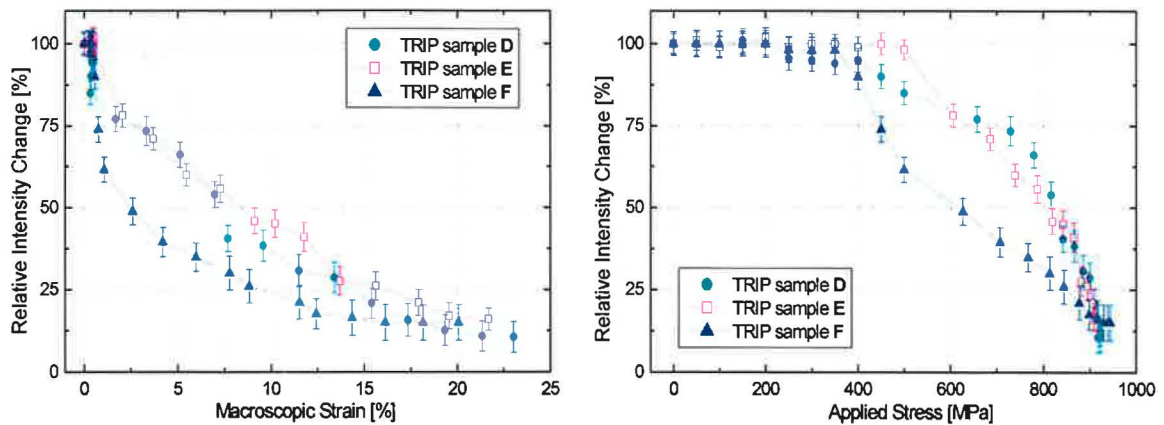 TRIP sample D
TRIP sample E
TRIP sample F
Relative Intensity Change [%]
100
75
50
25
0
0 5 10 15 20 25
Macroscopic Strain [%]
TRIP sample D
TRIP sample E
TRIP sample F
Relative Intensity Change [%]
100
75
50
25
0
0 200 400 600 800 1000
Applied Stress [MPa]